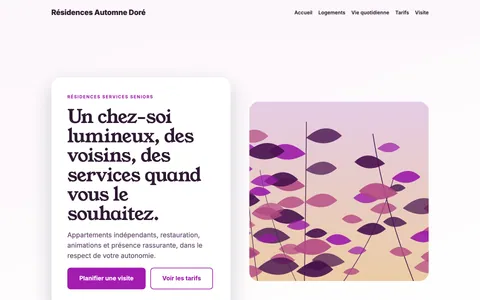 Résidences Automne Doré
Accueil Logements Vie quotidienne Tarifs Visite
RÉSIDENCES SERVICES SENIORS
Un chez-soi
lumineux, des
voisins, des
services quand
vous le
souhaitez.
Appartements indépendants, restauration,
animations et présence rassurante, dans le
respect de votre autonomie.
Planifier une visite
Voir les tarifs